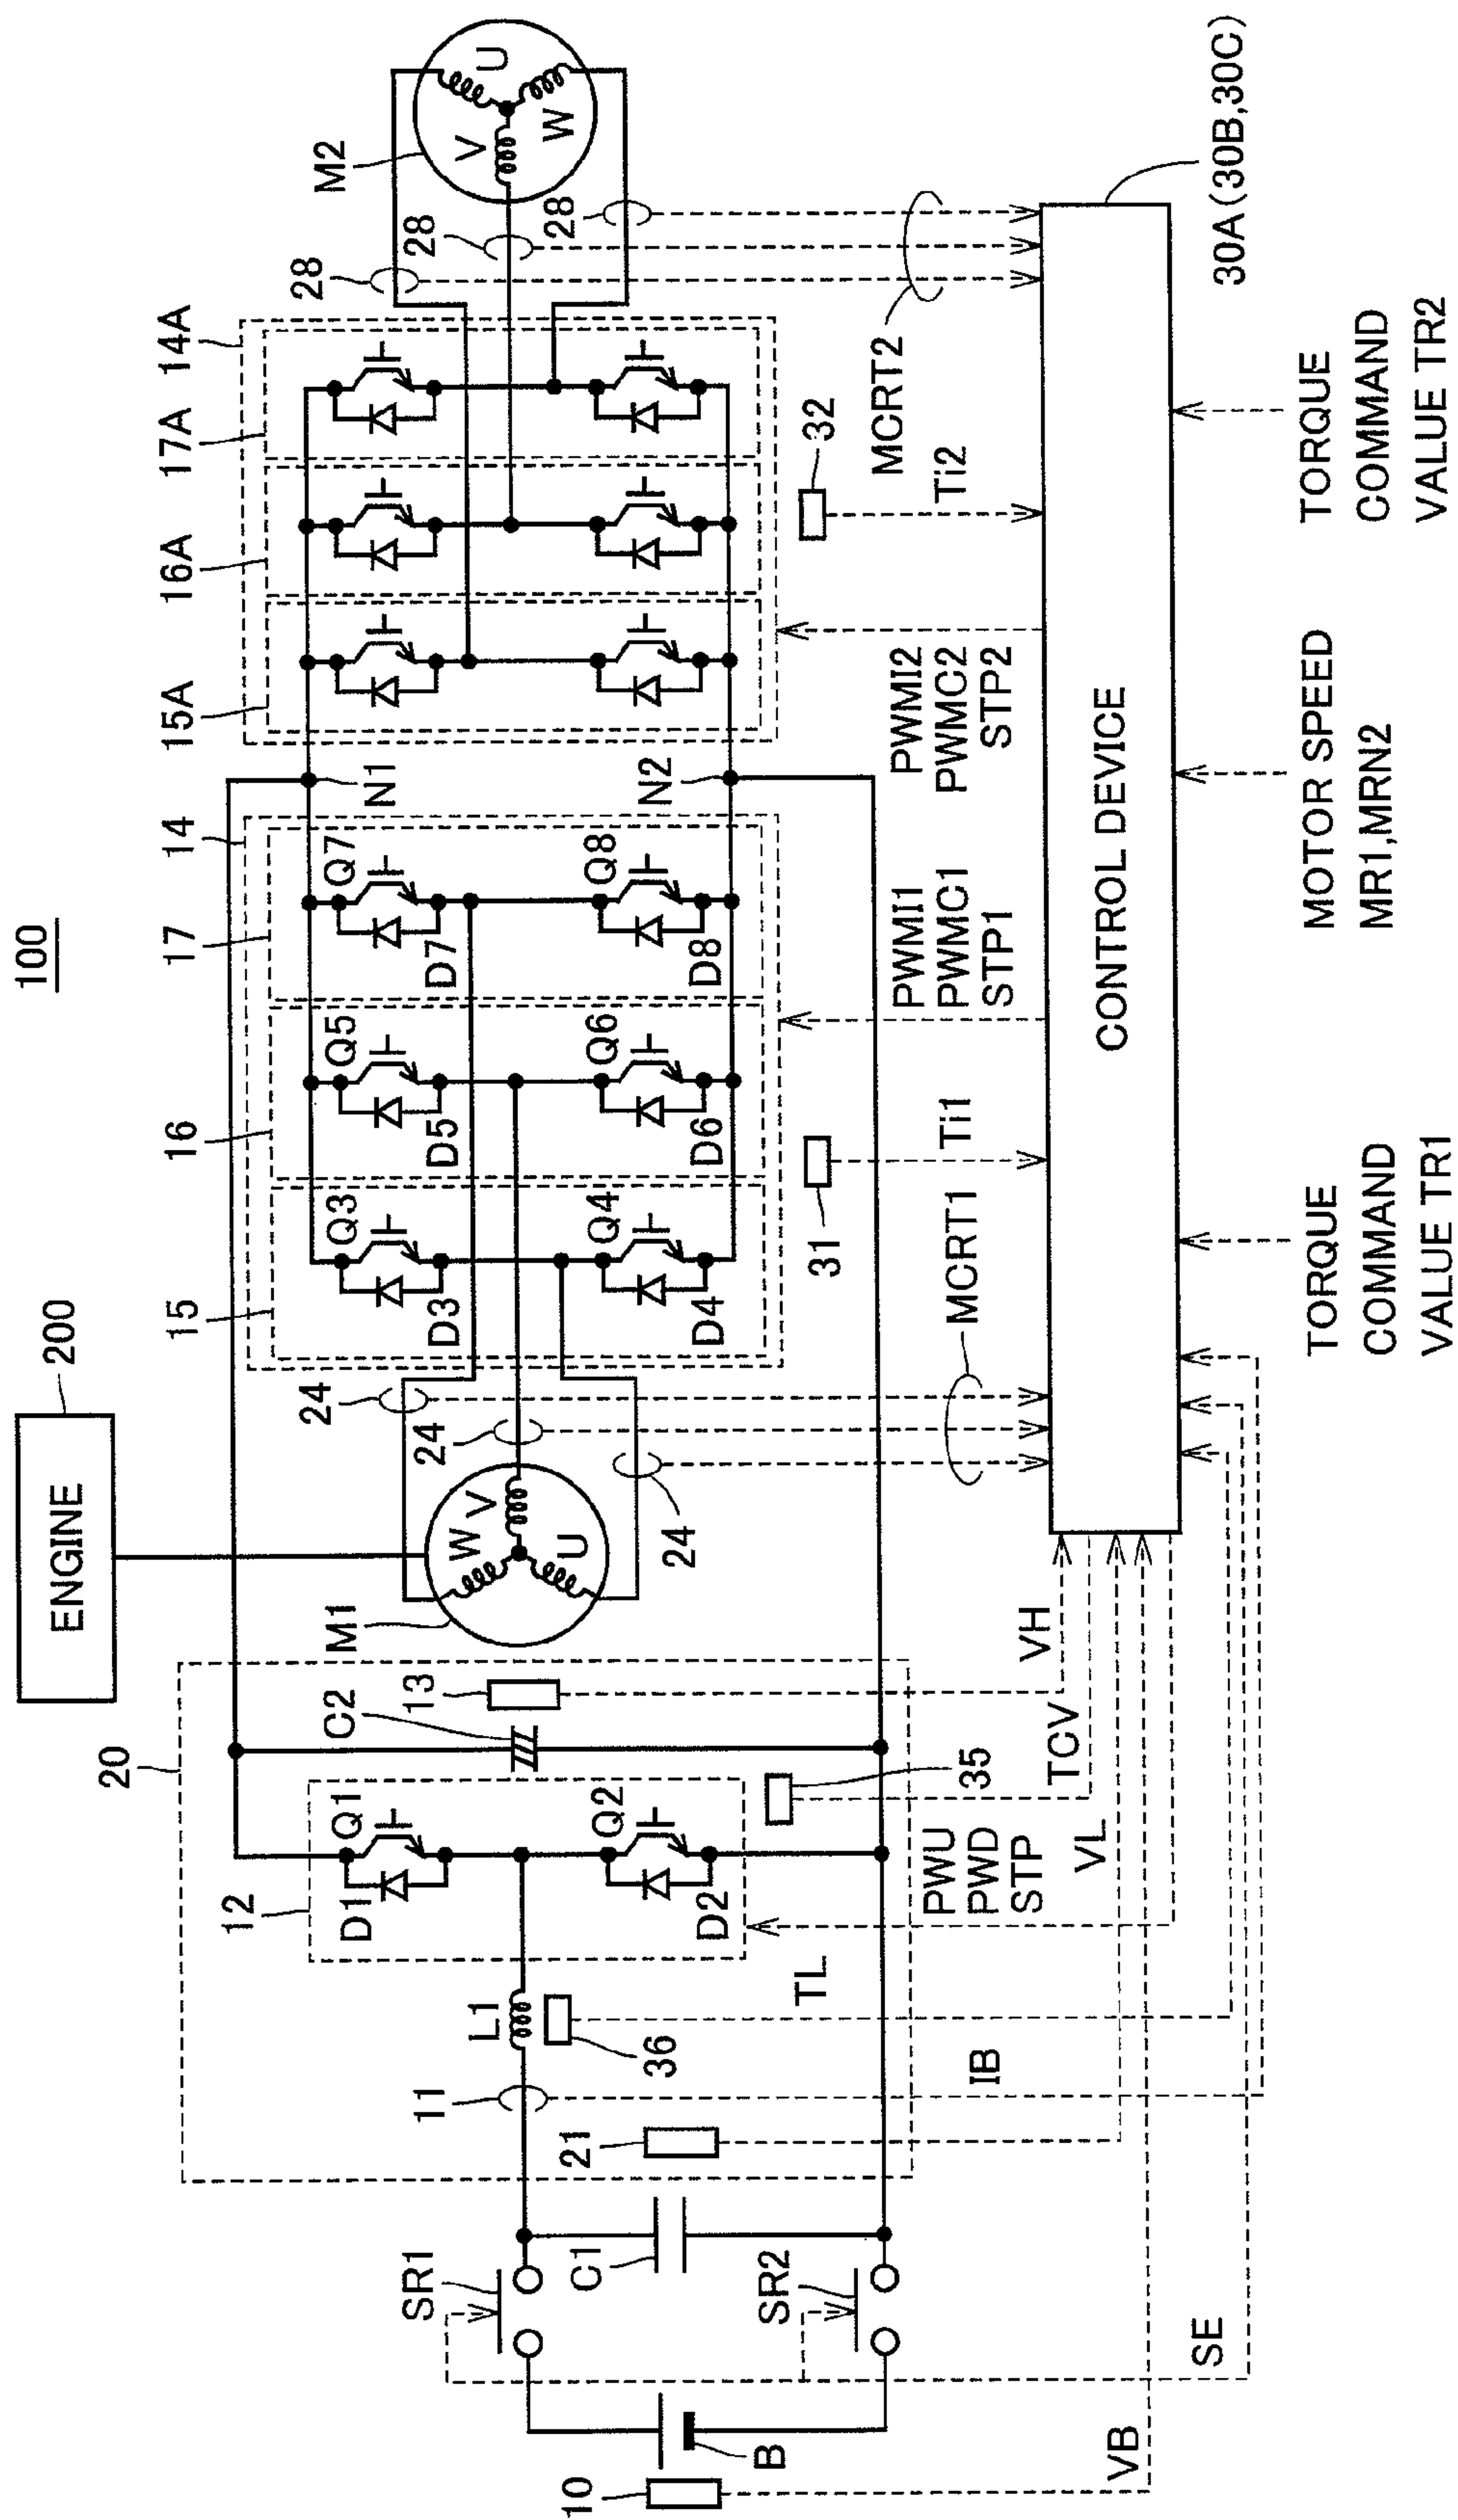 100
ENGINE
200
20
12
Q1
D1
Q2
D2
C2
13
M1
U
V
W
24
24
24
15
Q3
D3
Q4
D4
16
Q5
D5
Q6
D6
17
Q7
D7
Q8
D8
14
N1
N2
15A
16A
17A
14A
28
28
28
M2
U
V
W
10
B
SR1
SR2
C1
21
11
L1
36
TL
35
31
32
VB
SE
IB
PWU
PWD
STP
VL
TCV
VH
MCRT1
Ti1
PWMI1
PWMC1
STP1
PWMI2
PWMC2
STP2
Ti2
MCRT2
CONTROL DEVICE
30A(30B,30C)
TORQUE
COMMAND
VALUE TR1
MOTOR SPEED
MR1,MRN2
TORQUE
COMMAND
VALUE TR2